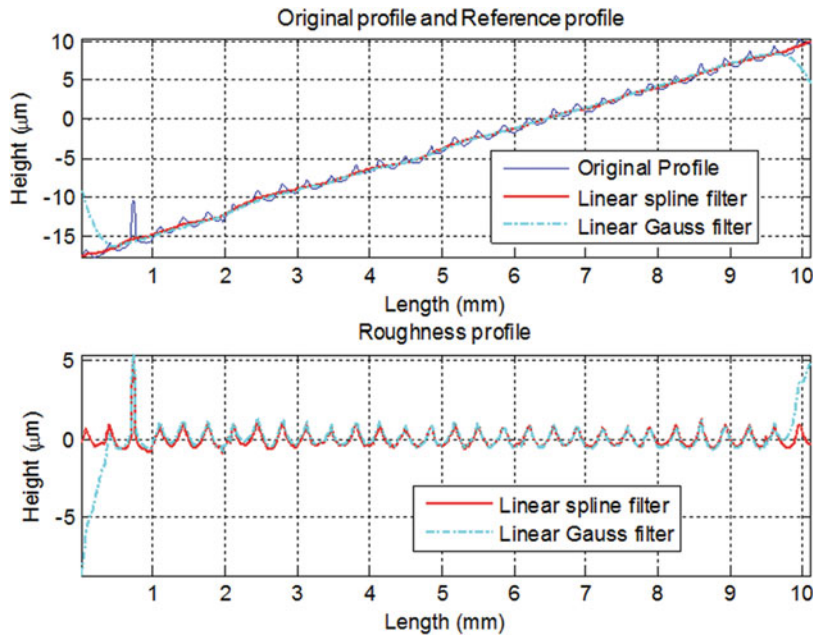 Original profile and Reference profile
Height (μm)
10
5
0
-5
-10
-15
Original Profile
Linear spline filter
Linear Gauss filter
1 2 3 4 5 6 7 8 9 10
Length (mm)
Roughness profile
Height (μm)
5
0
-5
Linear spline filter
Linear Gauss filter
1 2 3 4 5 6 7 8 9 10
Length (mm)